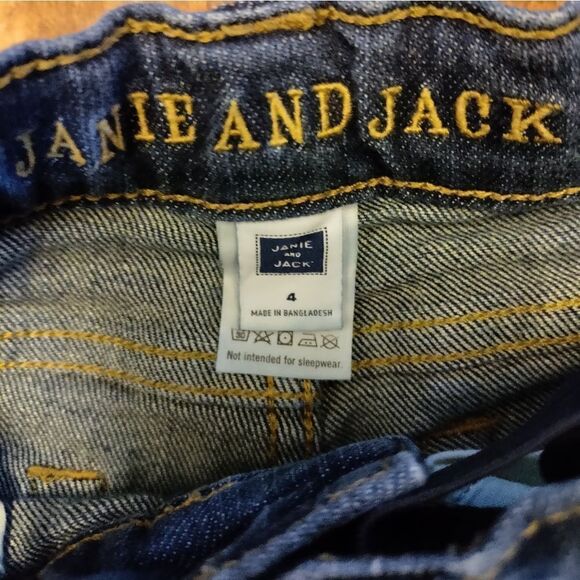 JANIE AND JACK
JANIE
AND
JACK
4
MADE IN BANGLADESH
Not intended for sleepwear.